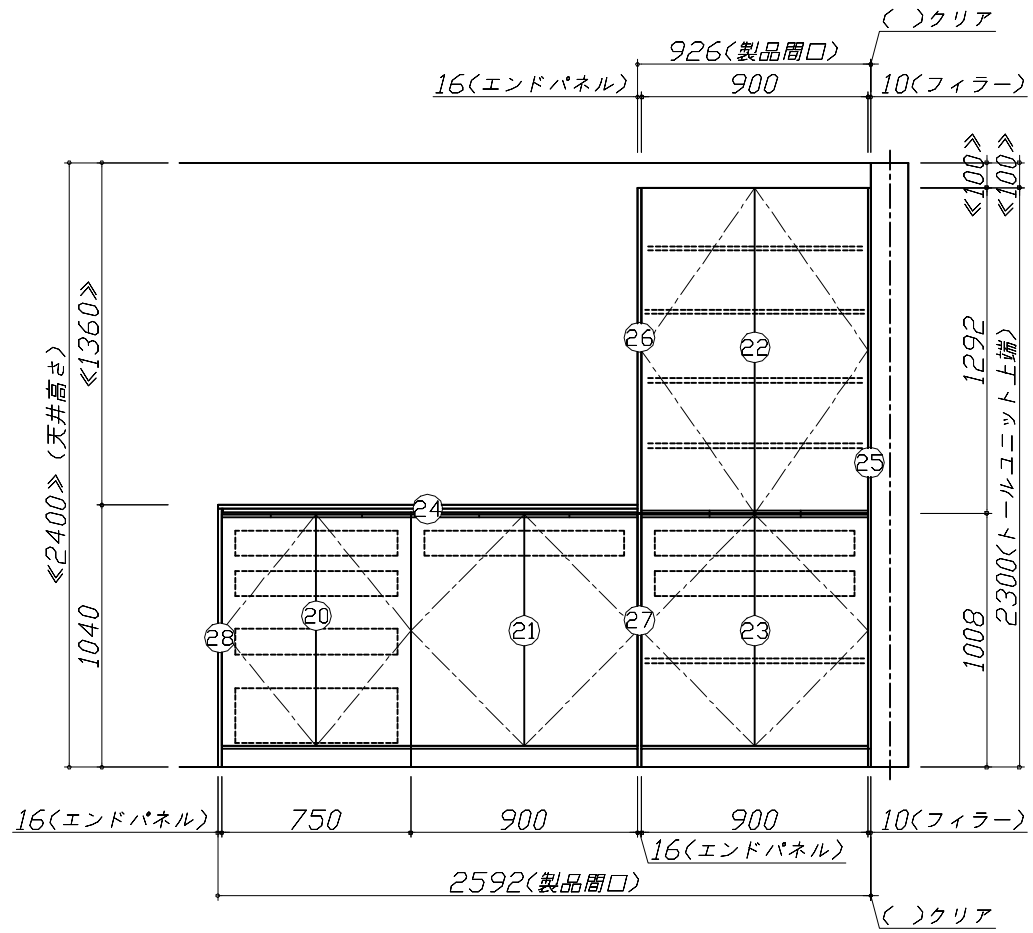 ( )クリア
926(製品間口)
16(エンドパネル)
900
10(フィラー)
≪100≫
≪100≫
≪1360≫
≪2400≫(天井高さ)
1040
1292
2300(トールユニット上端)
1008
26
22
25
24
20
28
21
27
23
16(エンドパネル)
750
900
900
10(フィラー)
16(エンドパネル)
2592(製品間口)
( )クリア